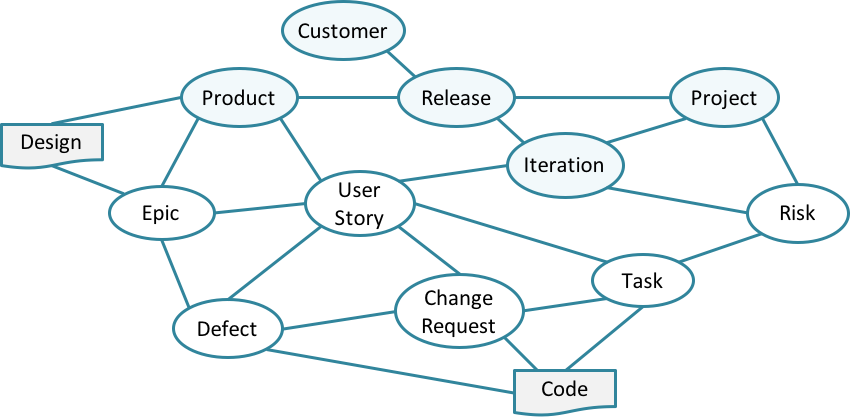 Customer
Product
Release
Project
Design
Iteration
Epic
User
Story
Risk
Task
Change
Request
Defect
Code